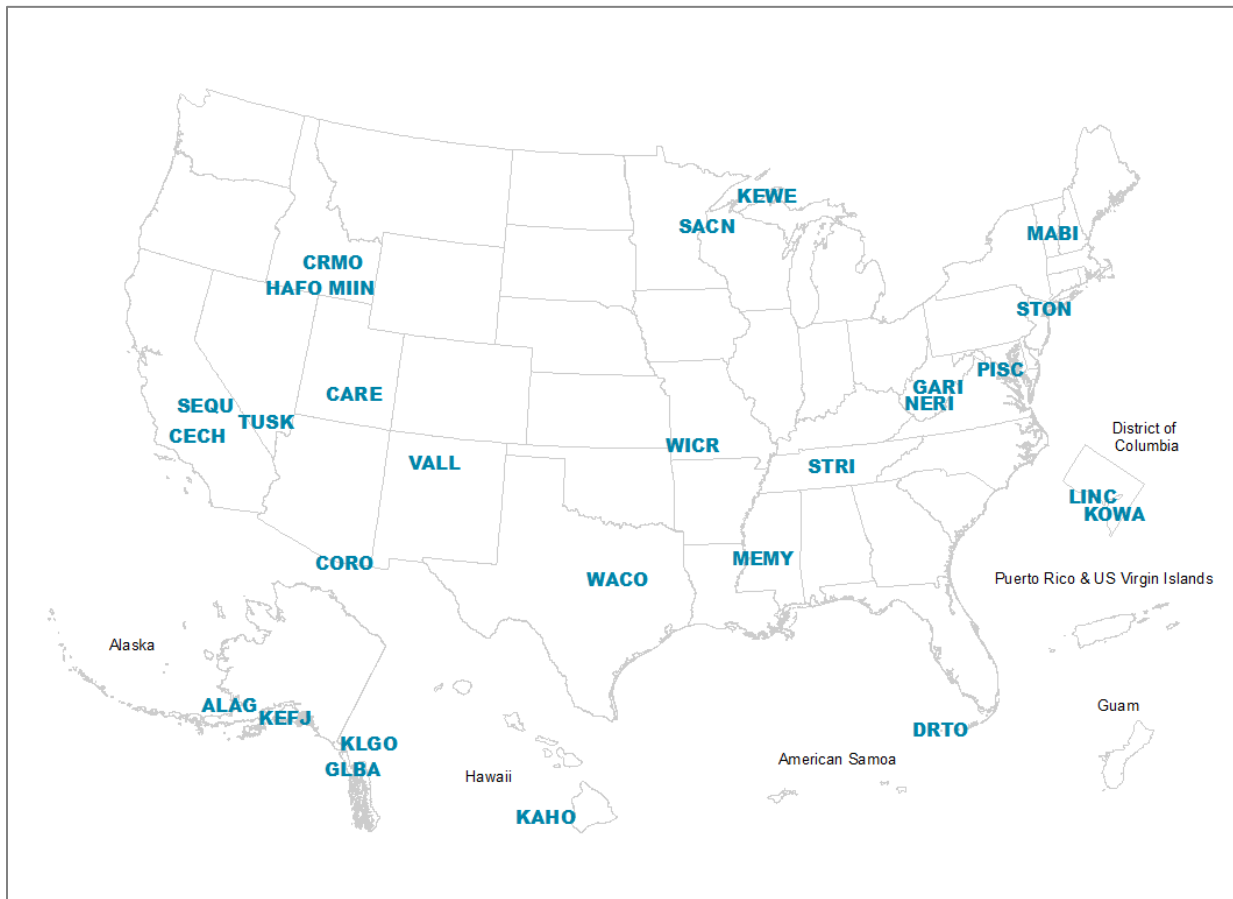 KEWE
SACN
MABI
CRMO
HAFO MIIN
STON
PISC
GARI
NERI
CARE
SEQU
TUSK
CECH
WICR
VALL
STRI
District of
Columbia
LINC
KOWA
CORO
WACO
MEMY
Puerto Rico & US Virgin Islands
Alaska
ALAG
KEFJ
KLGO
GLBA
Hawaii
KAHO
DRTO
American Samoa
Guam